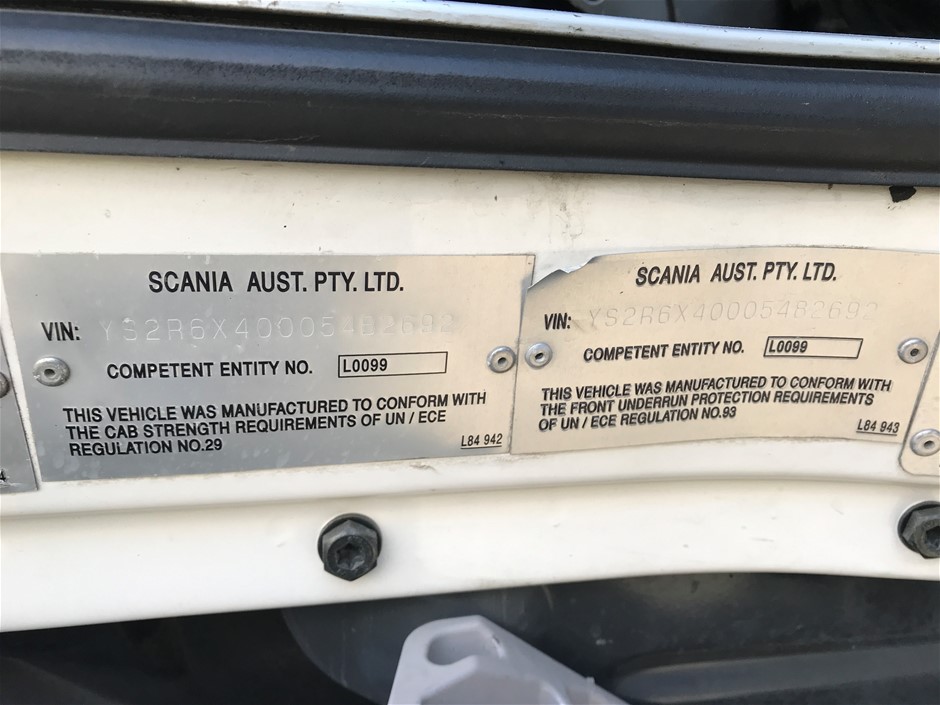 SCANIA AUST. PTY. LTD.
VIN: YS2R6X40005482692
COMPETENT ENTITY NO. L0099
THIS VEHICLE WAS MANUFACTURED TO CONFORM WITH
THE CAB STRENGTH REQUIREMENTS OF UN / ECE
REGULATION NO.29
L84 942
SCANIA AUST. PTY. LTD.
VIN: YS2R6X40005482692
COMPETENT ENTITY NO. L0099
THIS VEHICLE WAS MANUFACTURED TO CONFORM WITH
THE FRONT UNDERRUN PROTECTION REQUIREMENTS
OF UN / ECE REGULATION NO.93
L84 943
4